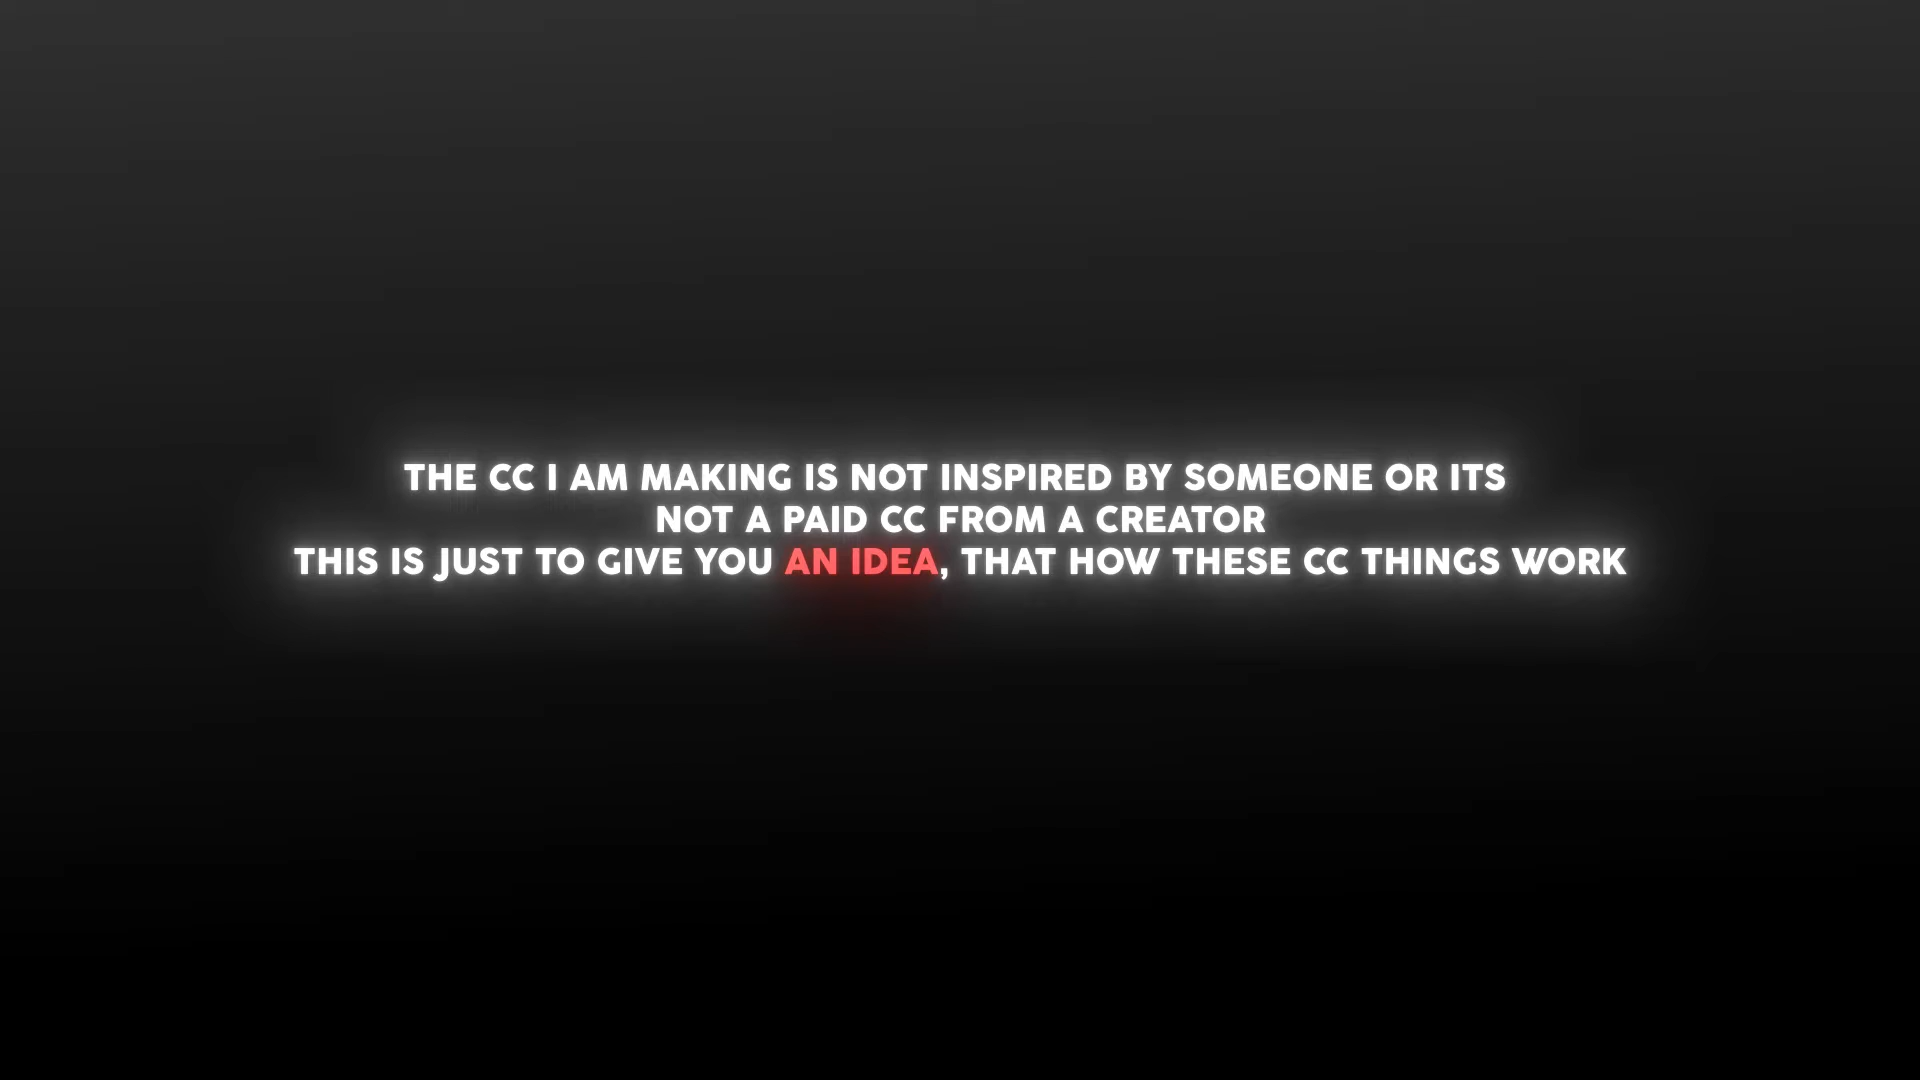 THE CC I AM MAKING IS NOT INSPIRED BY SOMEONE OR ITS
NOT A PAID CC FROM A CREATOR
THIS IS JUST TO GIVE YOU AN IDEA, THAT HOW THESE CC THINGS WORK